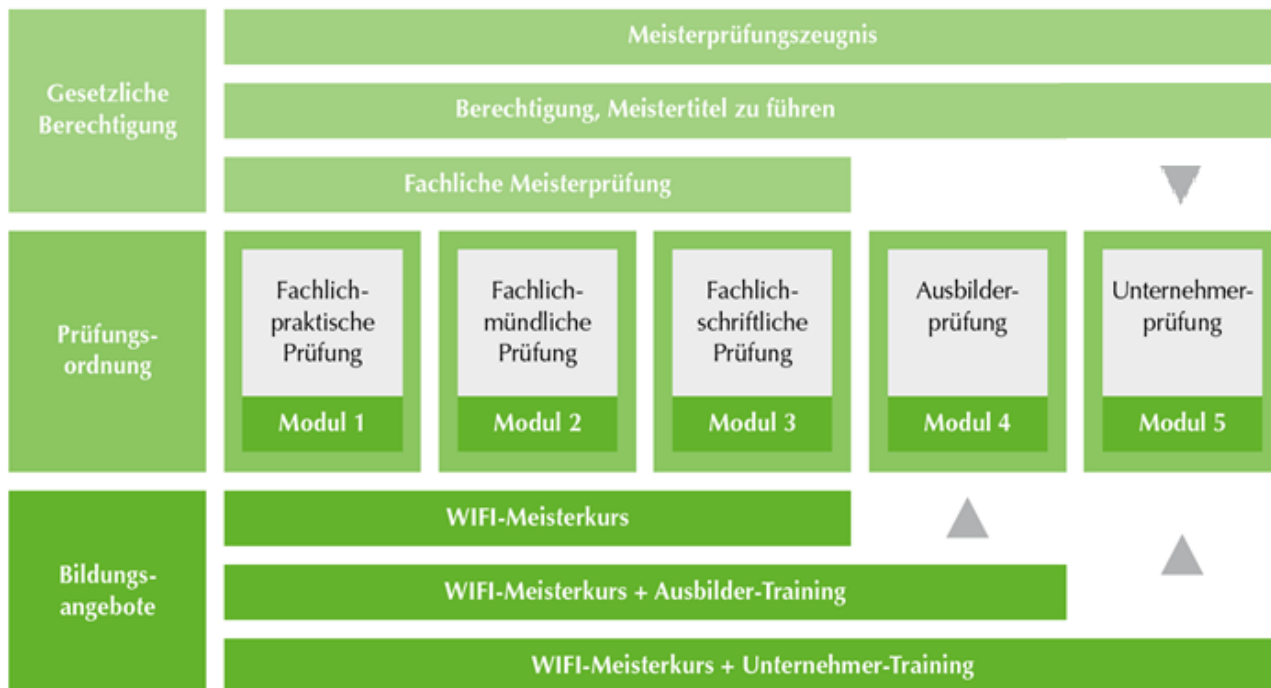 Gesetzliche
Berechtigung
Meisterprüfungszeugnis
Berechtigung, Meistertitel zu führen
Fachliche Meisterprüfung
Prüfungs-
ordnung
Fachlich-
praktische
Prüfung
Modul 1
Fachlich-
mündliche
Prüfung
Modul 2
Fachlich-
schriftliche
Prüfung
Modul 3
Ausbilder-
prüfung
Modul 4
Unternehmer-
prüfung
Modul 5
Bildungs-
angebote
WIFI-Meisterkurs
WIFI-Meisterkurs + Ausbilder-Training
WIFI-Meisterkurs + Unternehmer-Training